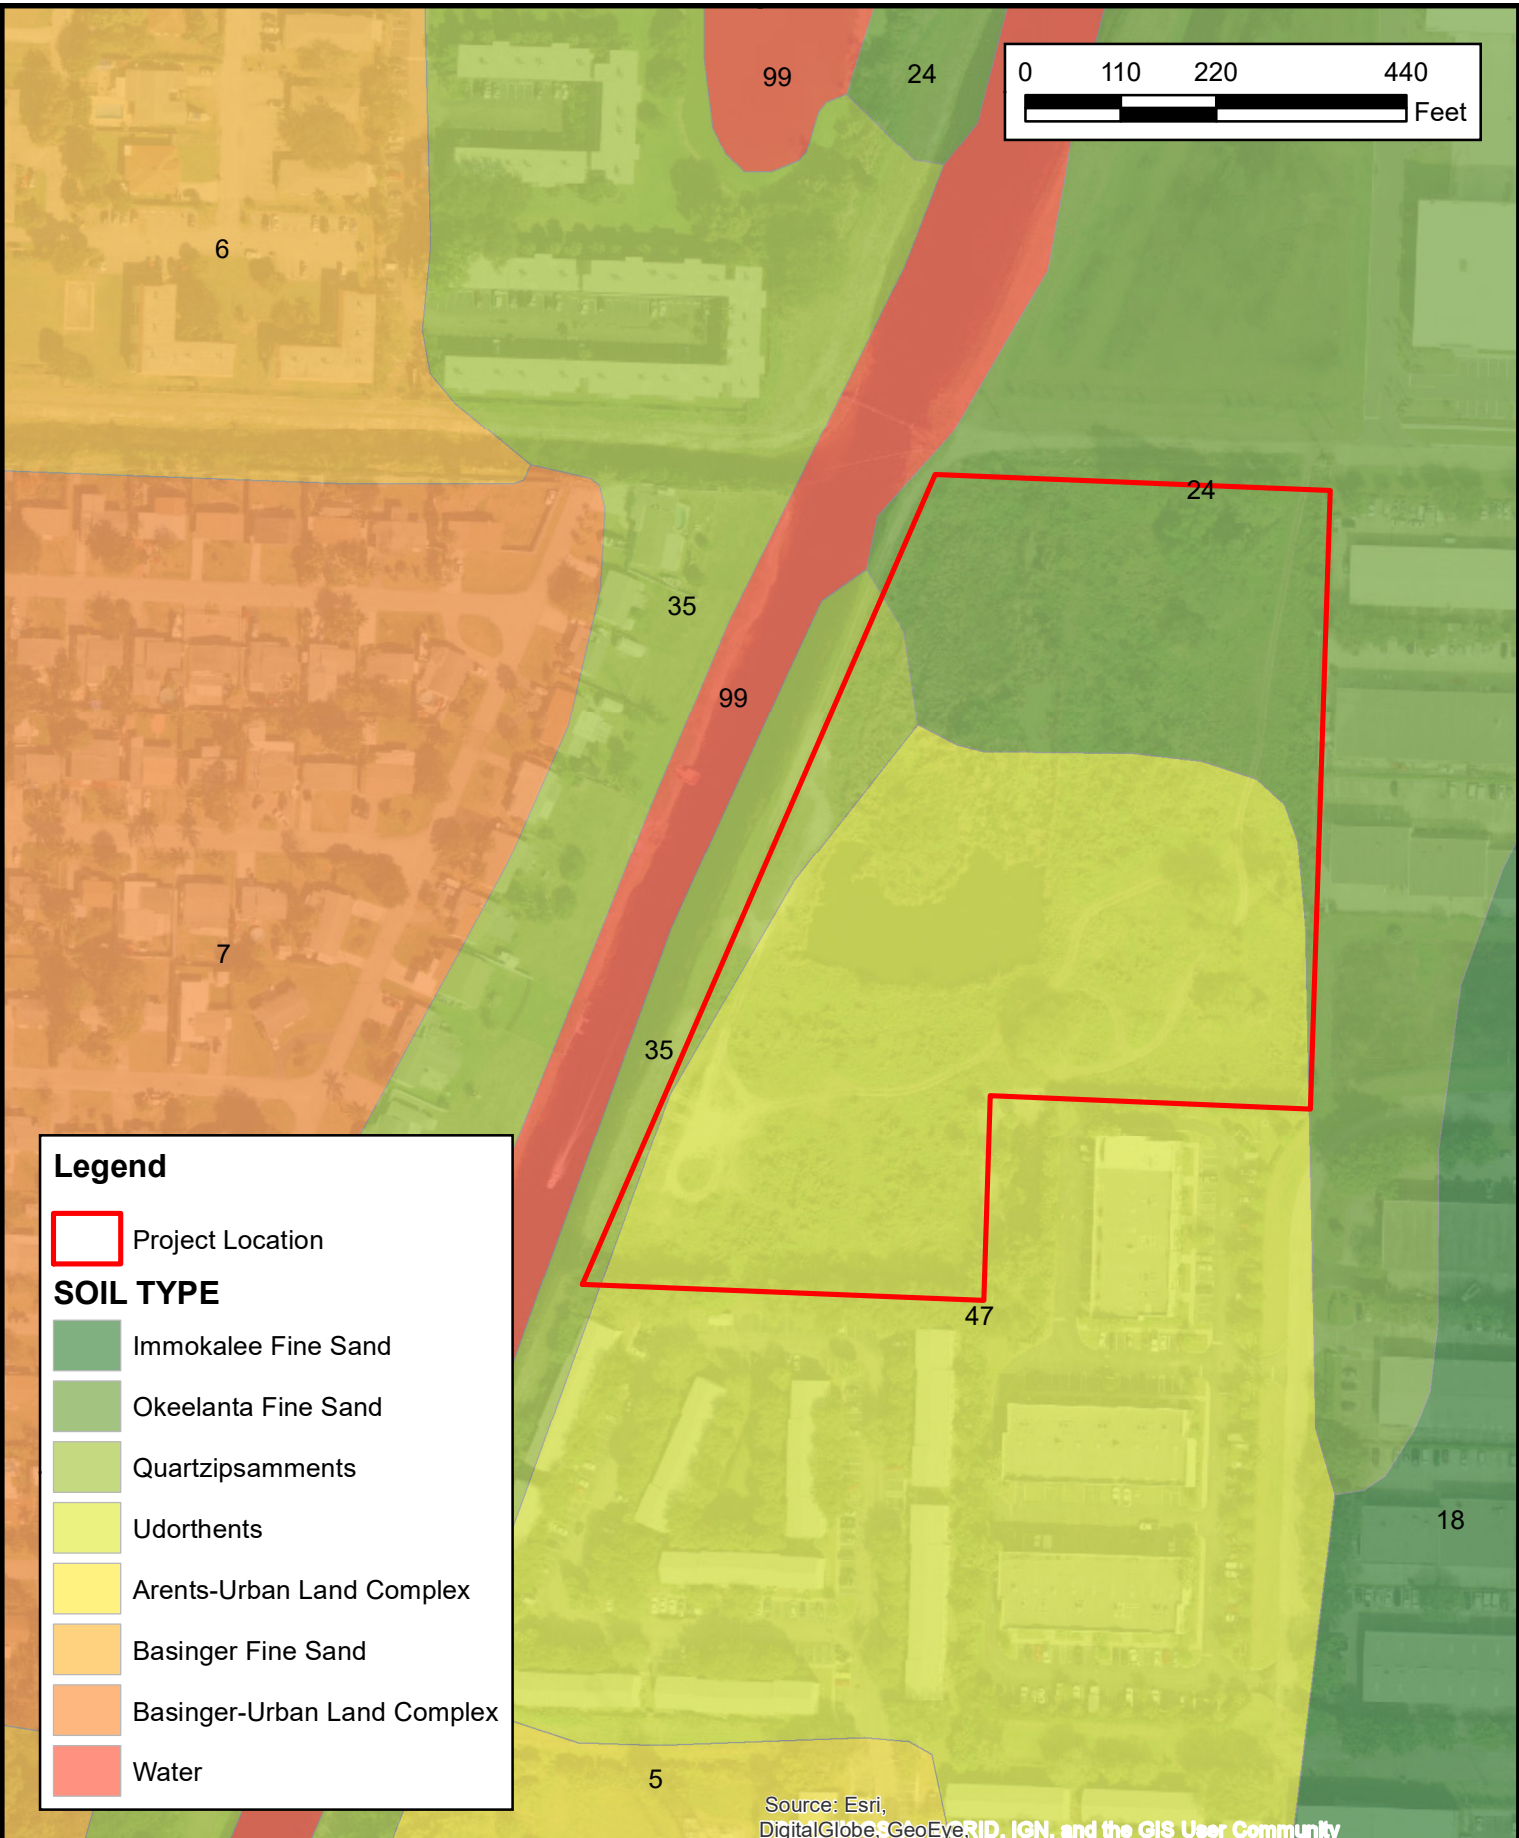 99
24
0 110 220 440
Feet
6
24
35
99
7
35
Legend
Project Location
SOIL TYPE
Immokalee Fine Sand
Okeelanta Fine Sand
Quartzipsamments
Udorthents
Arents-Urban Land Complex
Basinger Fine Sand
Basinger-Urban Land Complex
Water
47
18
5
Source: Esri,
DigitalGlobe, GeoEye, IGN, and the GIS User Community